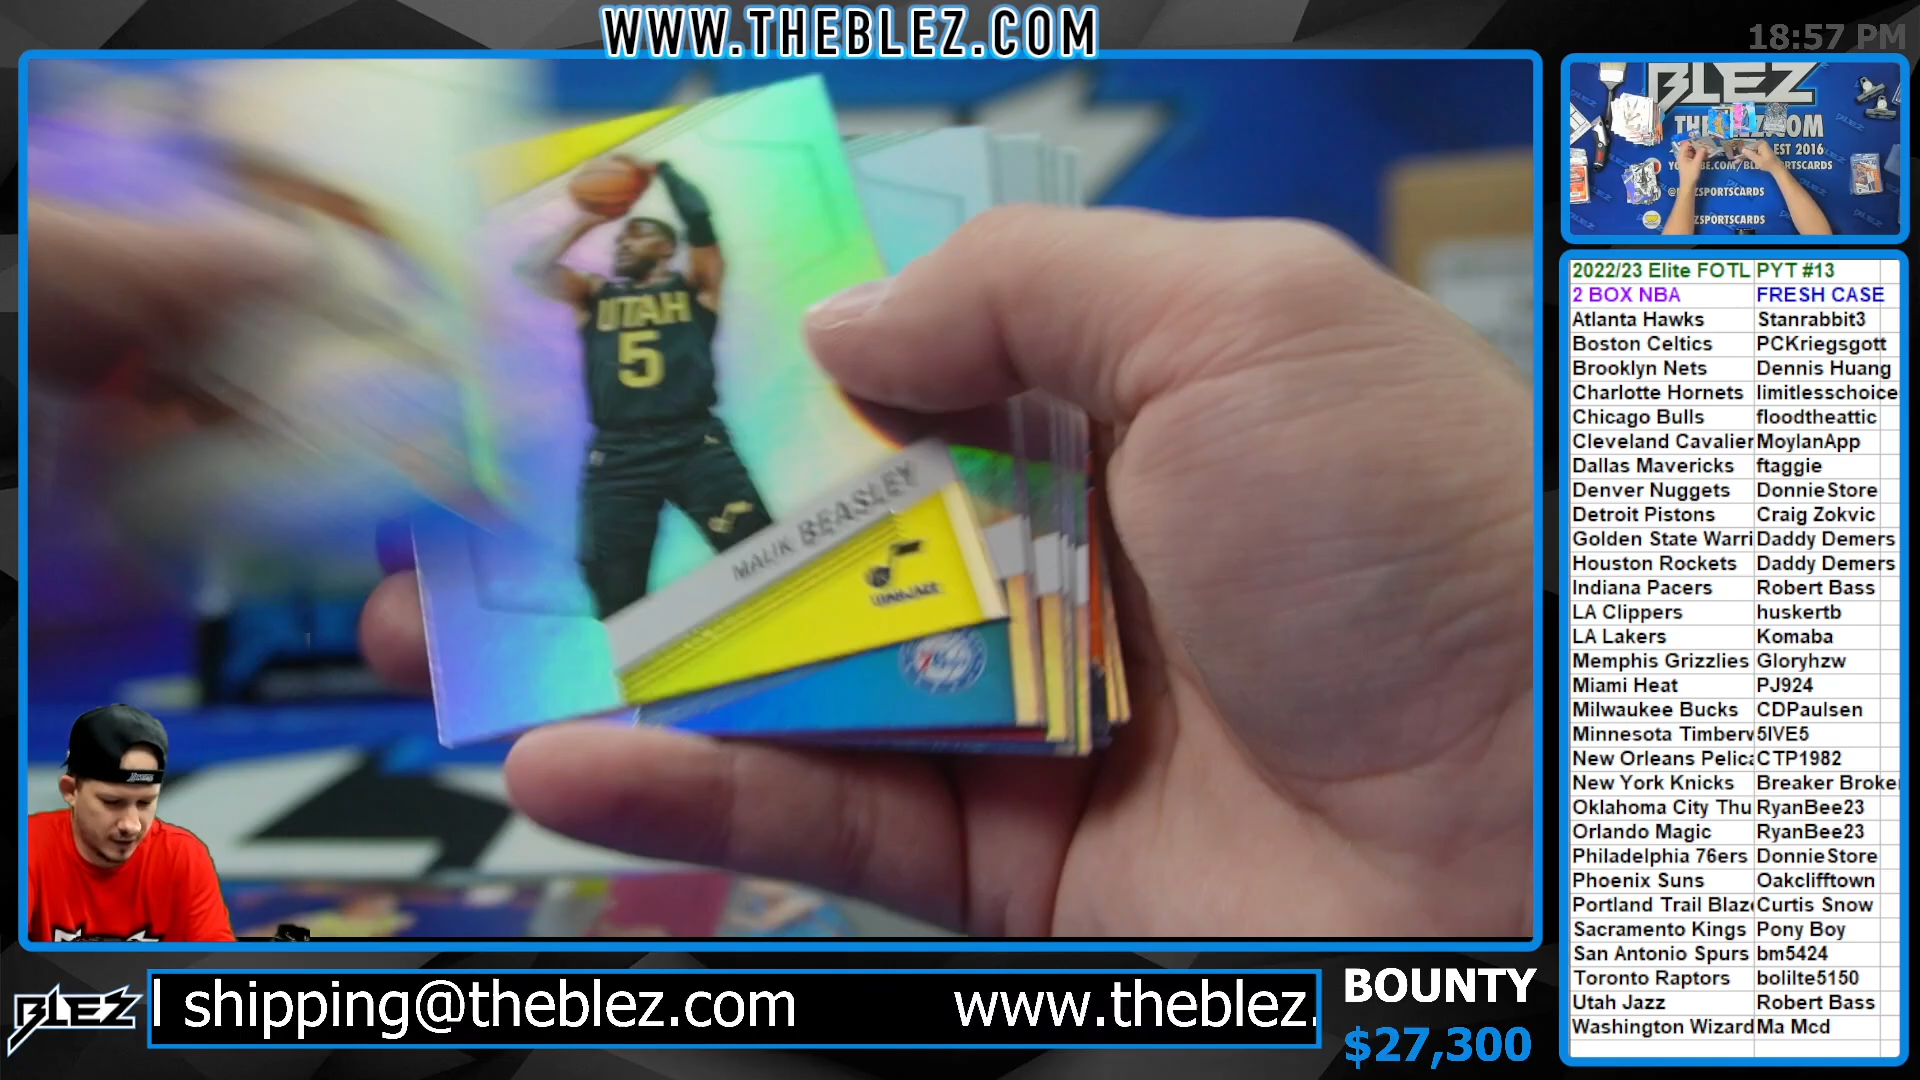 WWW.THEBLEZ.COM
18:57 PM
BLEZ
EST 2016
UTAH
5
MALIK BEASLEY
2022/23 Elite FOTL PYT #13
2 BOX NBA FRESH CASE
Atlanta Hawks Stanrabbit3
Boston Celtics PCKriegsgott
Brooklyn Nets Dennis Huang
Charlotte Hornets limitlesschoice
Chicago Bulls floodtheattic
Cleveland Cavalier MoylanApp
Dallas Mavericks ftaggie
Denver Nuggets DonnieStore
Detroit Pistons Craig Zokvic
Golden State Warri Daddy Demers
Houston Rockets Daddy Demers
Indiana Pacers Robert Bass
LA Clippers huskertb
LA Lakers Komaba
Memphis Grizzlies Gloryhzw
Miami Heat PJ924
Milwaukee Bucks CDPaulsen
Minnesota Timberv 5IVE5
New Orleans Pelica CTP1982
New York Knicks Breaker Broke
Oklahoma City Thu RyanBee23
Orlando Magic RyanBee23
Philadelphia 76ers DonnieStore
Phoenix Suns Oakclifftown
Portland Trail Blaz Curtis Snow
Sacramento Kings Pony Boy
San Antonio Spurs bm5424
Toronto Raptors bolilte5150
Utah Jazz Robert Bass
Washington Wizard Ma Mcd
BLEZ
l shipping@theblez.com www.theblez.
BOUNTY
$27,300